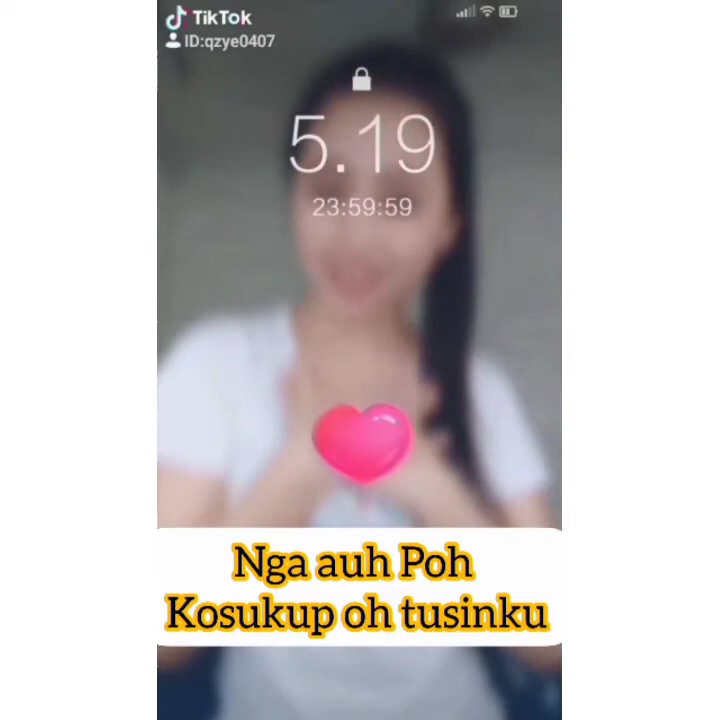 TikTok
ID:qzye0407
5.19
23:59:59
Nga auh Poh
Kosukup oh tusinku